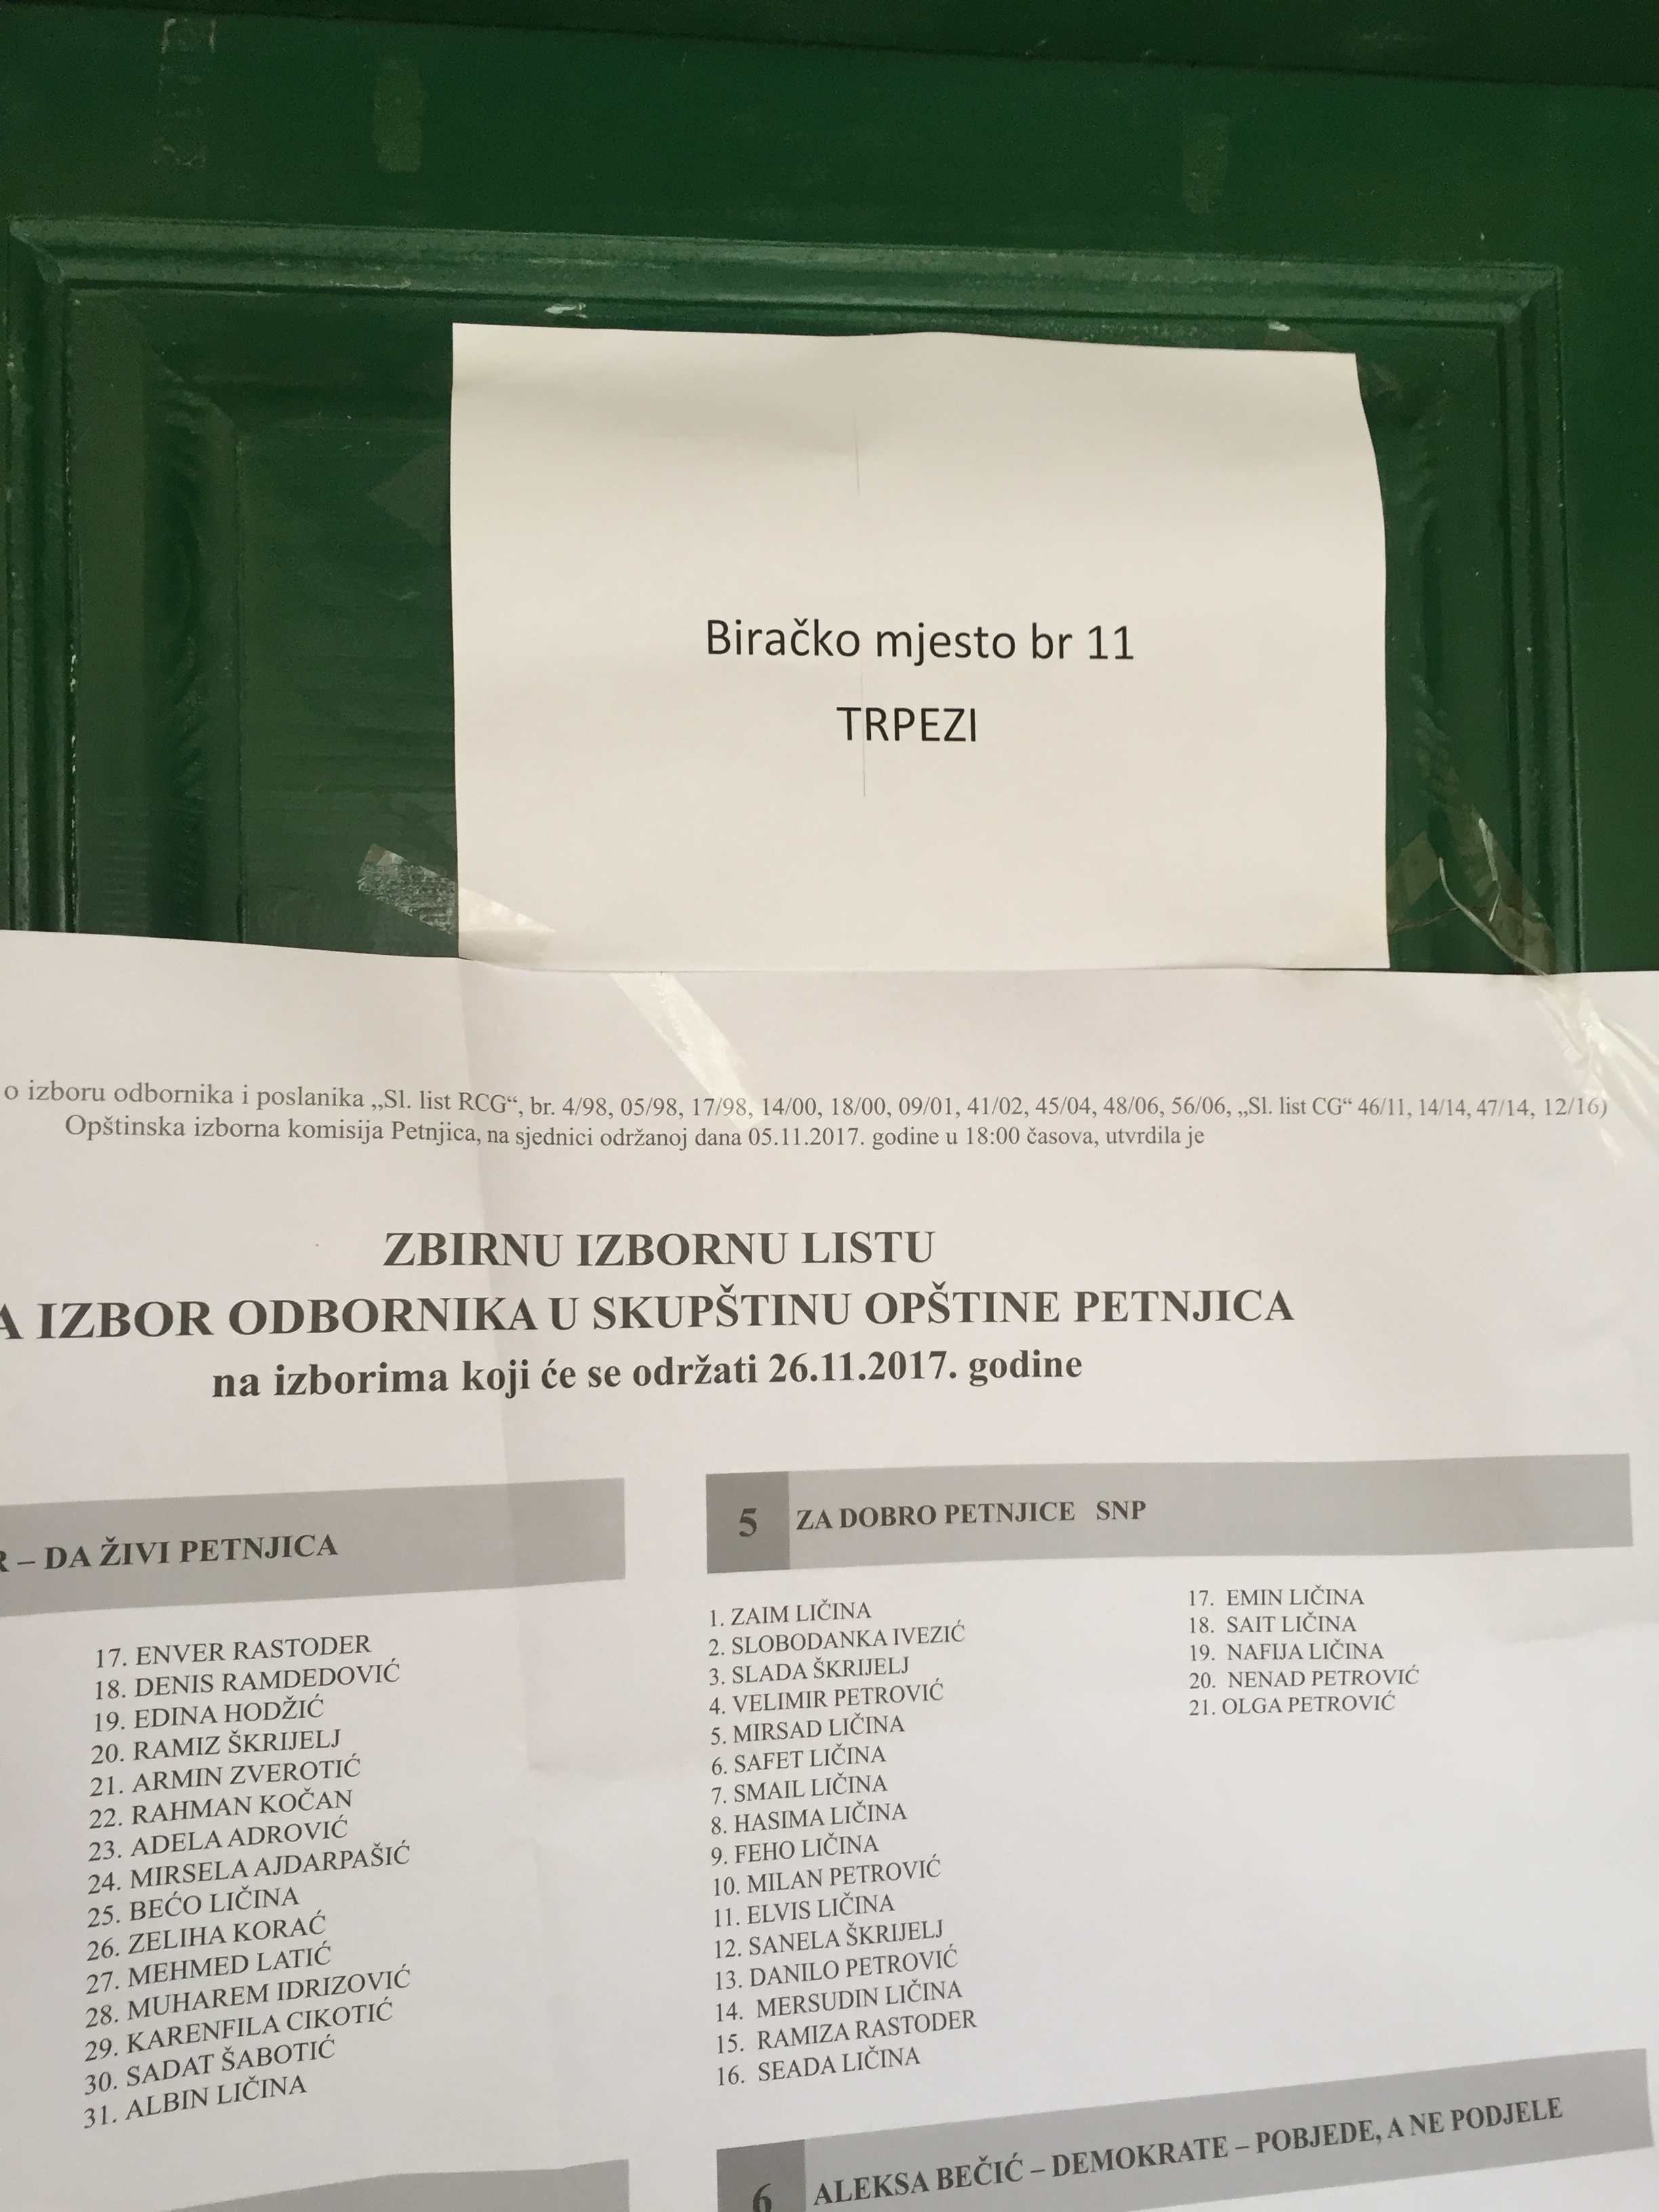 Biračko mjesto br 11
TRPEZI
o izboru odbornika i poslanika „Sl. list RCG“, br. 4/98, 05/98, 17/98, 14/00, 18/00, 09/01, 41/02, 45/04, 48/06, 56/06, „Sl. list CG“ 46/11, 14/14, 47/14, 12/16)
Opštinska izborna komisija Petnjica, na sjednici održanoj dana 05.11.2017. godine u 18:00 časova, utvrdila je
ZBIRNU IZBORNU LISTU
A IZBOR ODBORNIKA U SKUPŠTINU OPŠTINE PETNJICA
na izborima koji će se održati 26.11.2017. godine
R – DA ŽIVI PETNJICA
17. ENVER RASTODER
18. DENIS RAMDEDOVIĆ
19. EDINA HODŽIĆ
20. RAMIZ ŠKRIJELJ
21. ARMIN ZVEROTIĆ
22. RAHMAN KOČAN
23. ADELA ADROVIĆ
24. MIRSELA AJDARPAŠIĆ
25. BEĆO LIČINA
26. ZELIHA KORAĆ
27. MEHMED LATIĆ
28. MUHAREM IDRIZOVIĆ
29. KARENFILA CIKOTIĆ
30. SADAT ŠABOTIĆ
31. ALBIN LIČINA
5 ZA DOBRO PETNJICE SNP
1. ZAIM LIČINA
2. SLOBODANKA IVEZIĆ
3. SLADA ŠKRIJELJ
4. VELIMIR PETROVIĆ
5. MIRSAD LIČINA
6. SAFET LIČINA
7. SMAIL LIČINA
8. HASIMA LIČINA
9. FEHO LIČINA
10. MILAN PETROVIĆ
11. ELVIS LIČINA
12. SANELA ŠKRIJELJ
13. DANILO PETROVIĆ
14. MERSUDIN LIČINA
15. RAMIZA RASTODER
16. SEADA LIČINA
17. EMIN LIČINA
18. SAIT LIČINA
19. NAFIJA LIČINA
20. NENAD PETROVIĆ
21. OLGA PETROVIĆ
6 ALEKSA BEČIĆ – DEMOKRATE – POBJEDE, A NE PODJELE